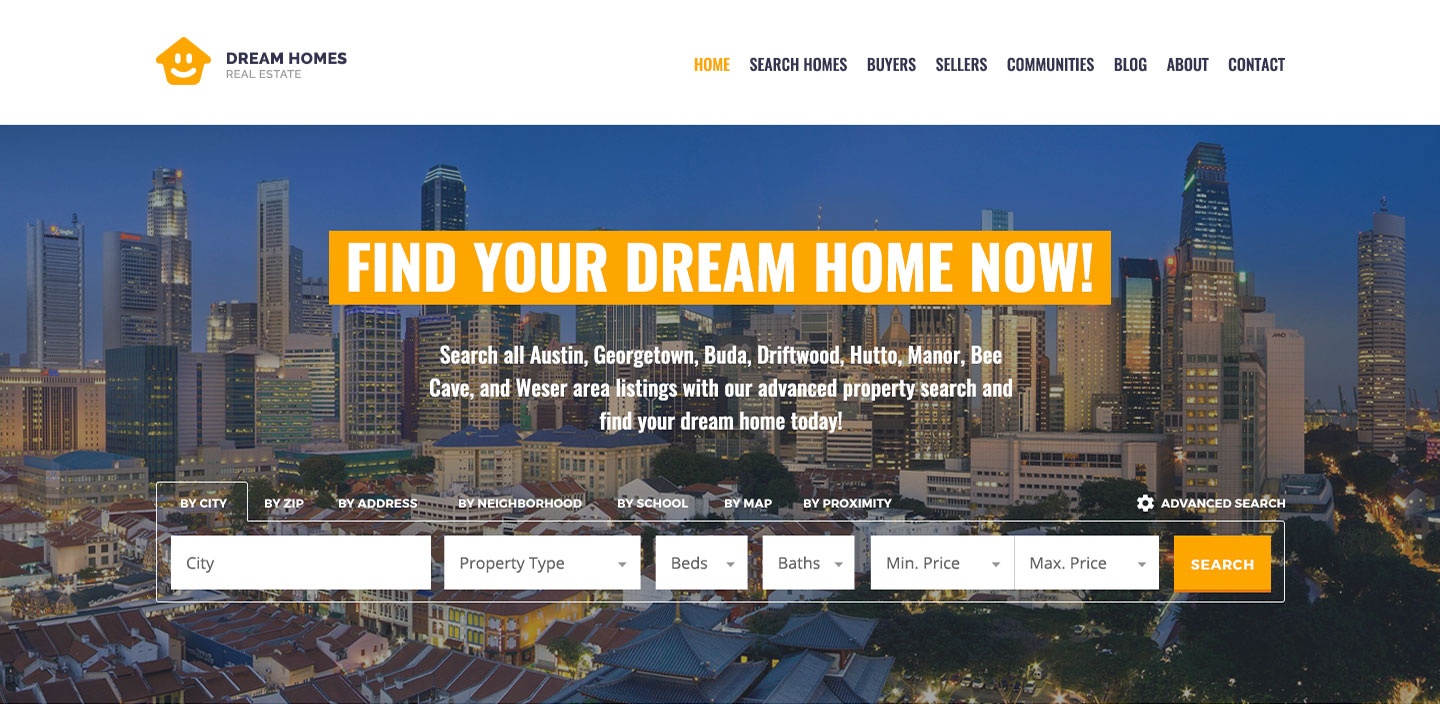 DREAM HOMES
REAL ESTATE
HOME SEARCH HOMES BUYERS SELLERS COMMUNITIES BLOG ABOUT CONTACT
FIND YOUR DREAM HOME NOW!
Search all Austin, Georgetown, Buda, Driftwood, Hutto, Manor, Bee
Cave, and Weser area listings with our advanced property search and
find your dream home today!
BY CITY BY ZIP BY ADDRESS BY NEIGHBORHOOD BY SCHOOL BY MAP BY PROXIMITY ADVANCED SEARCH
City Property Type Beds Baths Min. Price Max. Price SEARCH